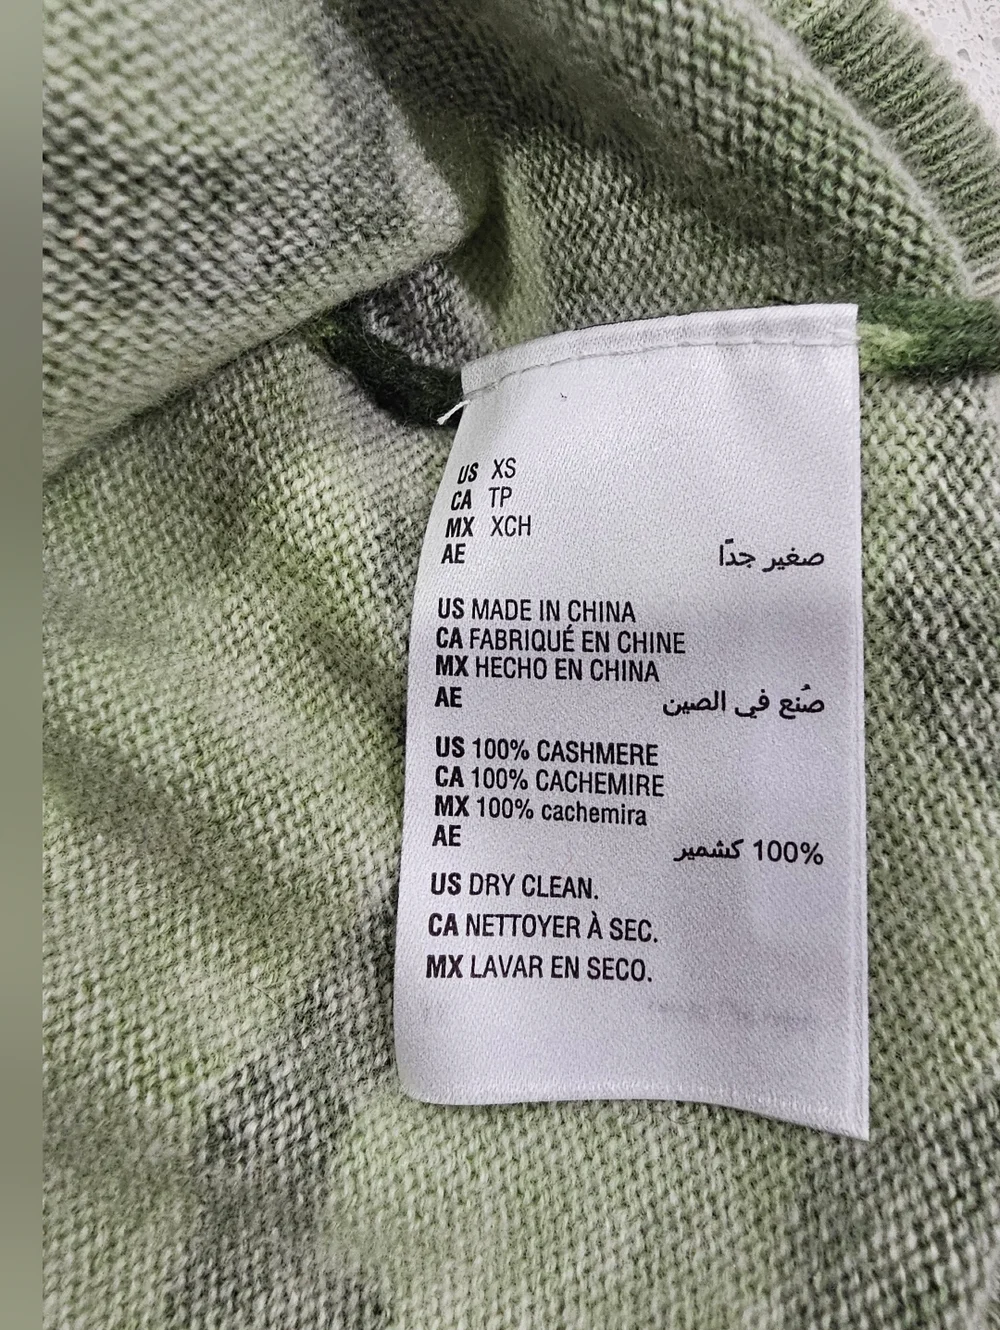 US XS
CA TP
MX XCH
AE صغير جدًا
US MADE IN CHINA
CA FABRIQUÉ EN CHINE
MX HECHO EN CHINA
AE صُنع في الصين
US 100% CASHMERE
CA 100% CACHEMIRE
MX 100% cachemira
AE 100% كشمير
US DRY CLEAN.
CA NETTOYER À SEC.
MX LAVAR EN SECO.